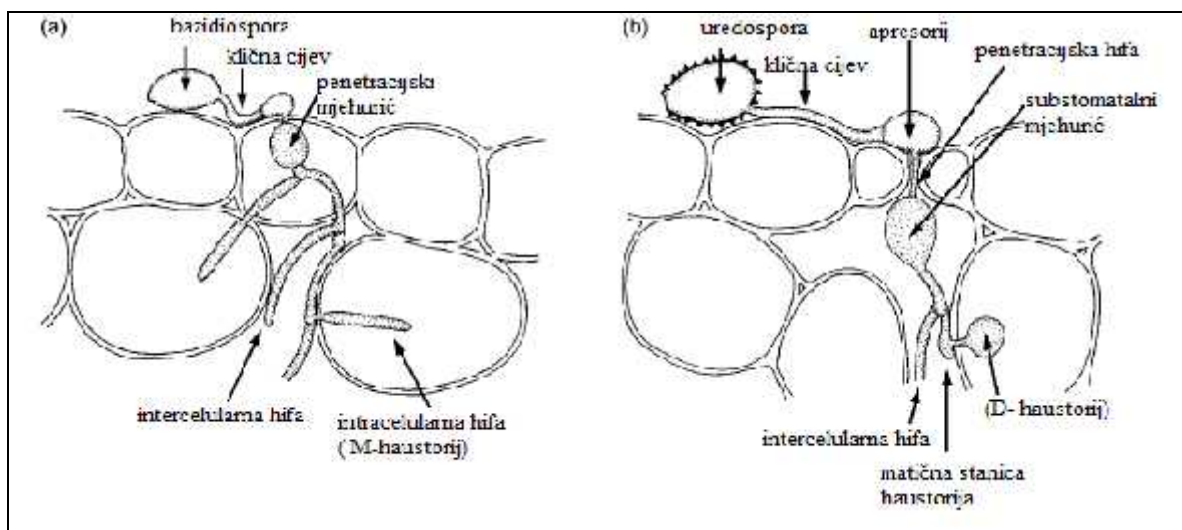 (a)
bazidiospora
klična cijev
penetracijski
mjehurić
intercelularna hifa
intracelularna hifa
( M-haustorij)
(b)
uredospora
apresorij
klična cijev
penetracijska hifa
substomatalni
mjehurić
(D- haustorij)
intercelularna hifa
matična stanica
haustorija